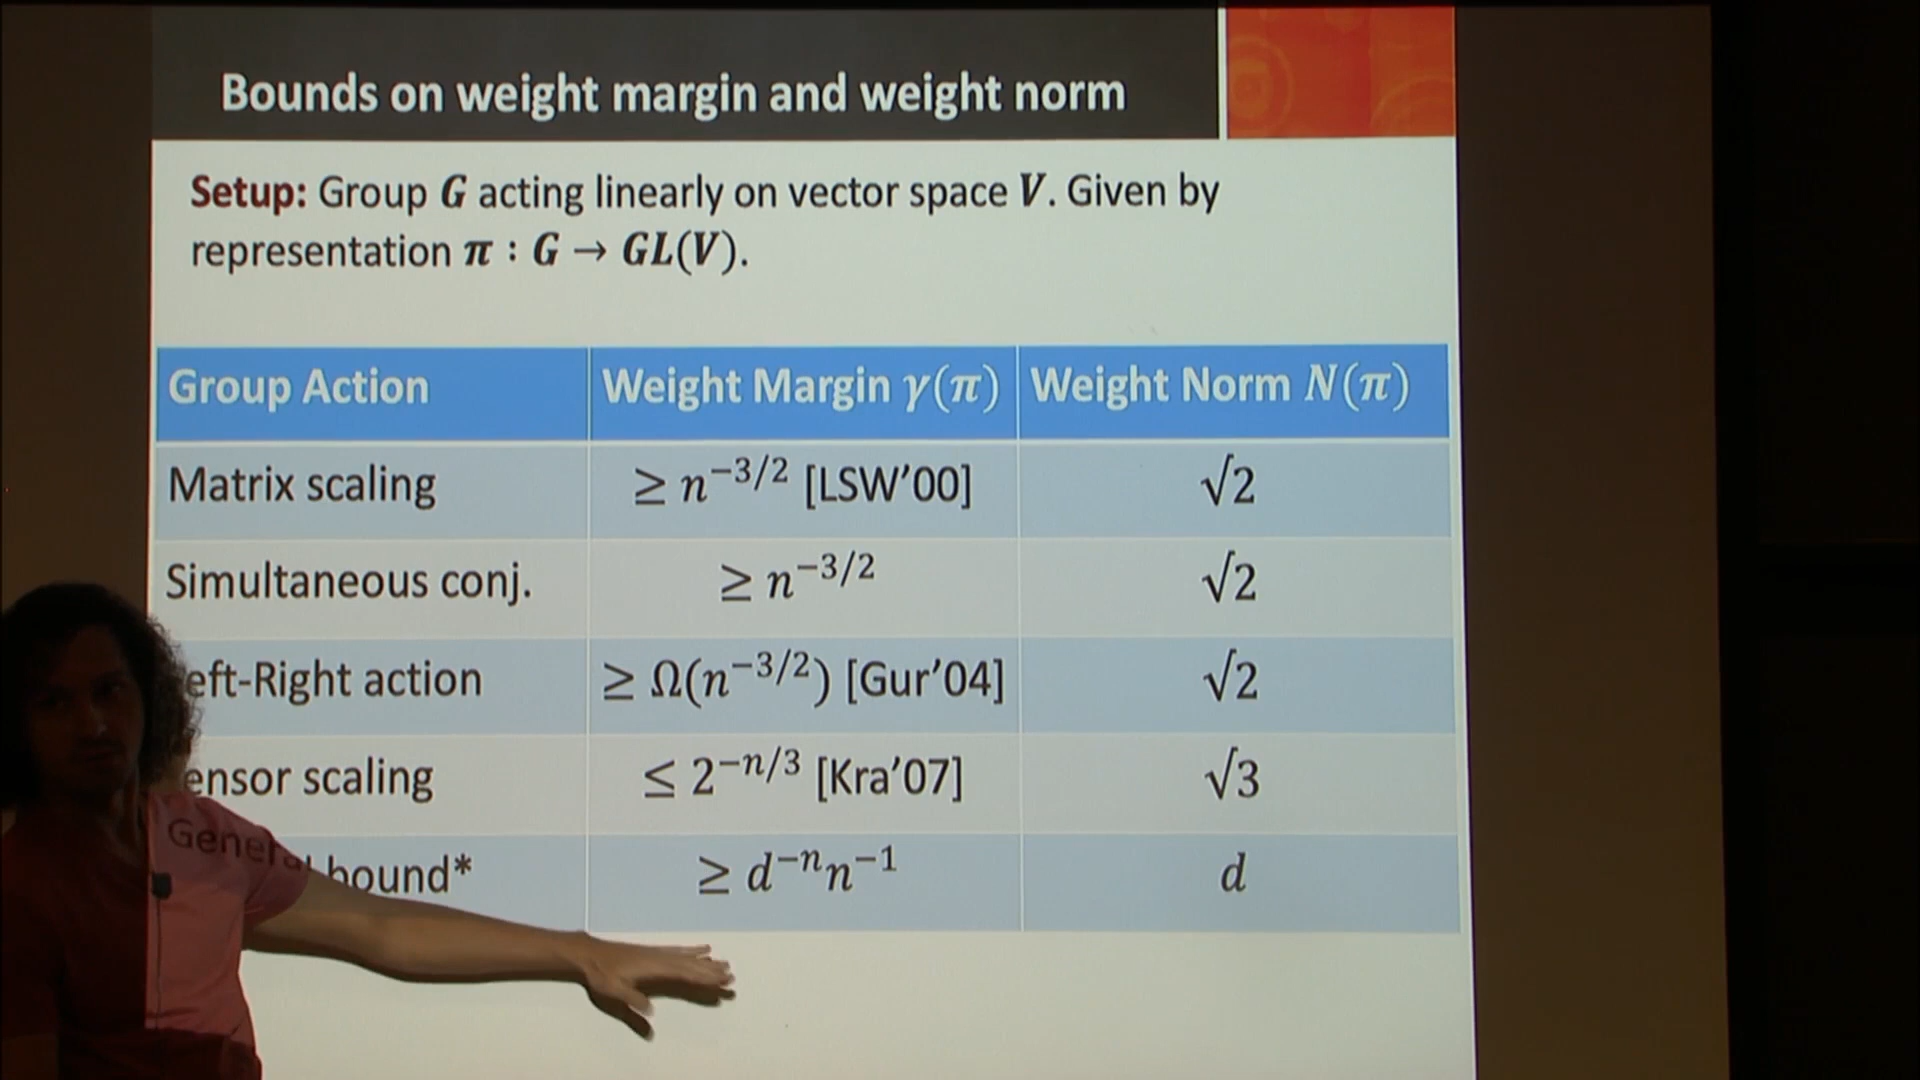 Bounds on weight margin and weight norm
Setup: Group G acting linearly on vector space V. Given by
representation π : G → GL(V).
Group Action Weight Margin γ(π) Weight Norm N(π)
Matrix scaling ≥ n^{-3/2} [LSW'00] √2
Simultaneous conj. ≥ n^{-3/2} √2
eft-Right action ≥ Ω(n^{-3/2}) [Gur'04] √2
ensor scaling ≤ 2^{-n/3} [Kra'07] √3
General bound* ≥ d^{-n}n^{-1} d